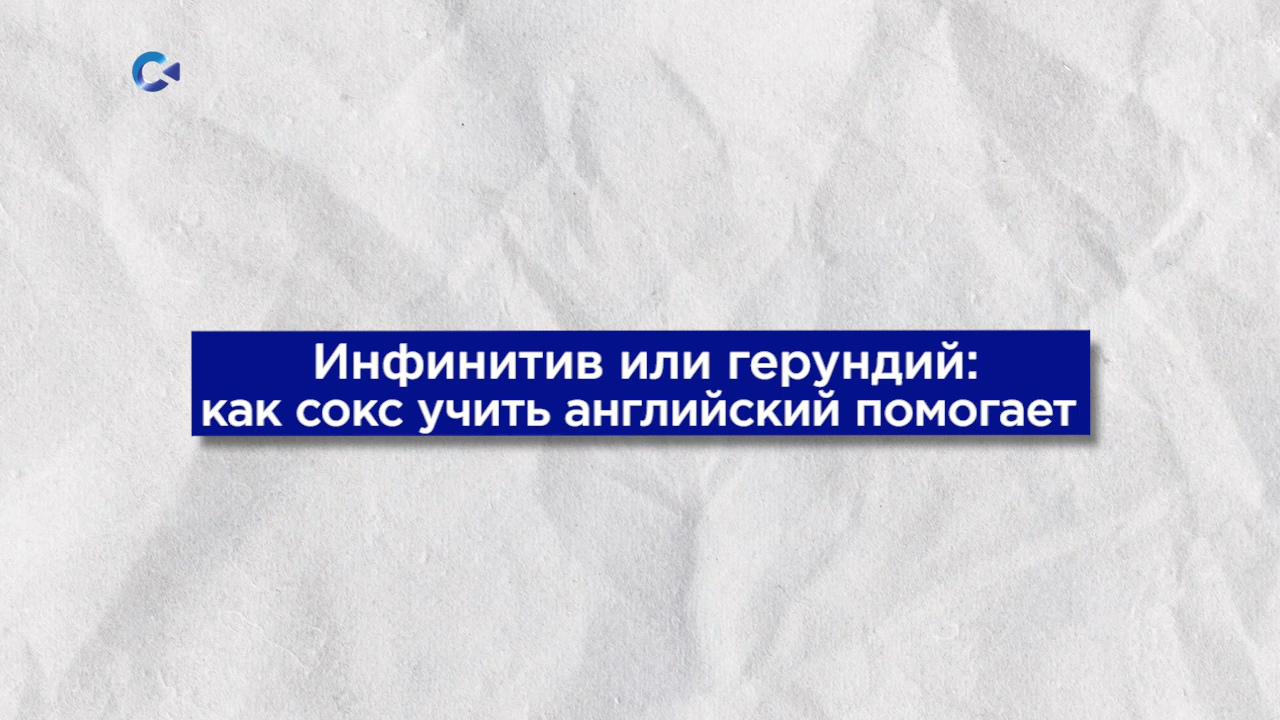 Инфинитив или герундий:
как сокс учить английский помогает